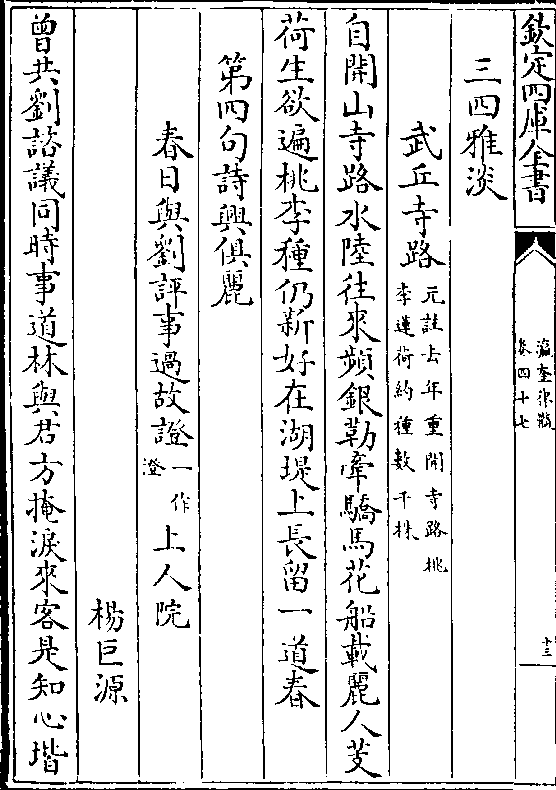 欽定四庫全書
瀛奎律髓
卷四十七
十三
三四雅淡
武丘寺路元註去年重開寺路桃
李蓮荷約種數千株
自開山寺路水陸往來頻銀勒牽驕馬花船載麗人芰
荷生欲遍桃李種仍新好在湖堤上長留一道春
第四句詩興俱麗
春日與劉評事過故證一作澄上人院
楊巨源
曾共劉諮議同時事道林與君方掩淚來客是知心堦